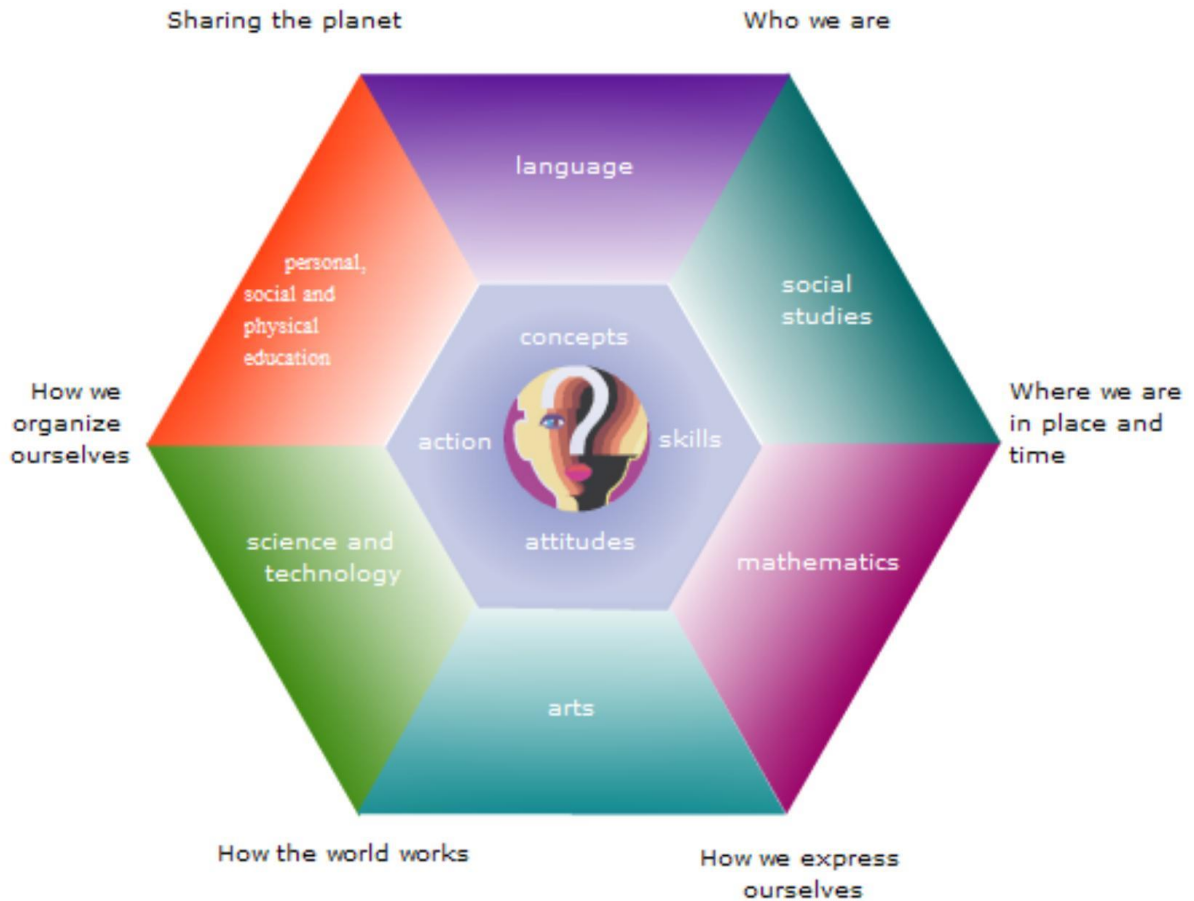 Sharing the planet
Who we are
language
personal,
social and
physical
education
social
studies
concepts
How we
organize
ourselves
action
skills
Where we are
in place and
time
science and
technology
attitudes
mathematics
arts
How the world works
How we express
ourselves